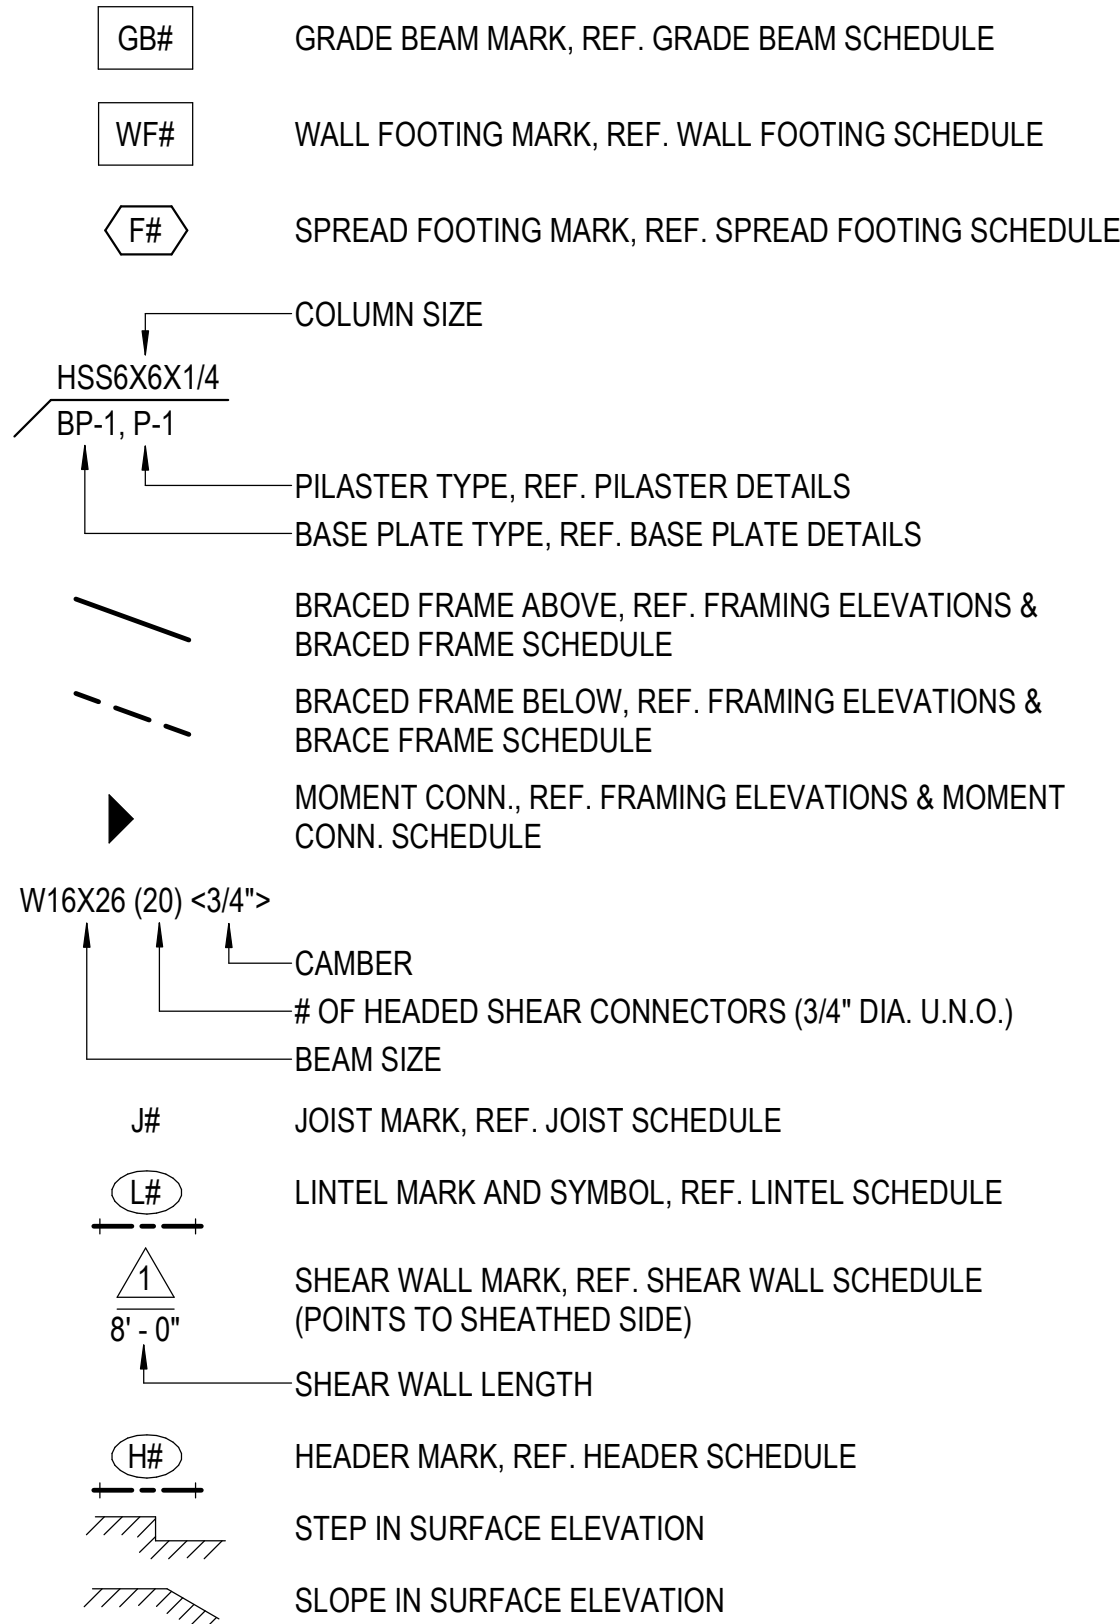 GB# GRADE BEAM MARK, REF. GRADE BEAM SCHEDULE
WF# WALL FOOTING MARK, REF. WALL FOOTING SCHEDULE
F# SPREAD FOOTING MARK, REF. SPREAD FOOTING SCHEDULE
COLUMN SIZE
HSS6X6X1/4
BP-1, P-1
PILASTER TYPE, REF. PILASTER DETAILS
BASE PLATE TYPE, REF. BASE PLATE DETAILS
BRACED FRAME ABOVE, REF. FRAMING ELEVATIONS &
BRACED FRAME SCHEDULE
BRACED FRAME BELOW, REF. FRAMING ELEVATIONS &
BRACE FRAME SCHEDULE
MOMENT CONN., REF. FRAMING ELEVATIONS & MOMENT
CONN. SCHEDULE
W16X26 (20) <3/4">
CAMBER
# OF HEADED SHEAR CONNECTORS (3/4" DIA. U.N.O.)
BEAM SIZE
J# JOIST MARK, REF. JOIST SCHEDULE
L# LINTEL MARK AND SYMBOL, REF. LINTEL SCHEDULE
1 SHEAR WALL MARK, REF. SHEAR WALL SCHEDULE
8' - 0" (POINTS TO SHEATHED SIDE)
SHEAR WALL LENGTH
H# HEADER MARK, REF. HEADER SCHEDULE
STEP IN SURFACE ELEVATION
SLOPE IN SURFACE ELEVATION